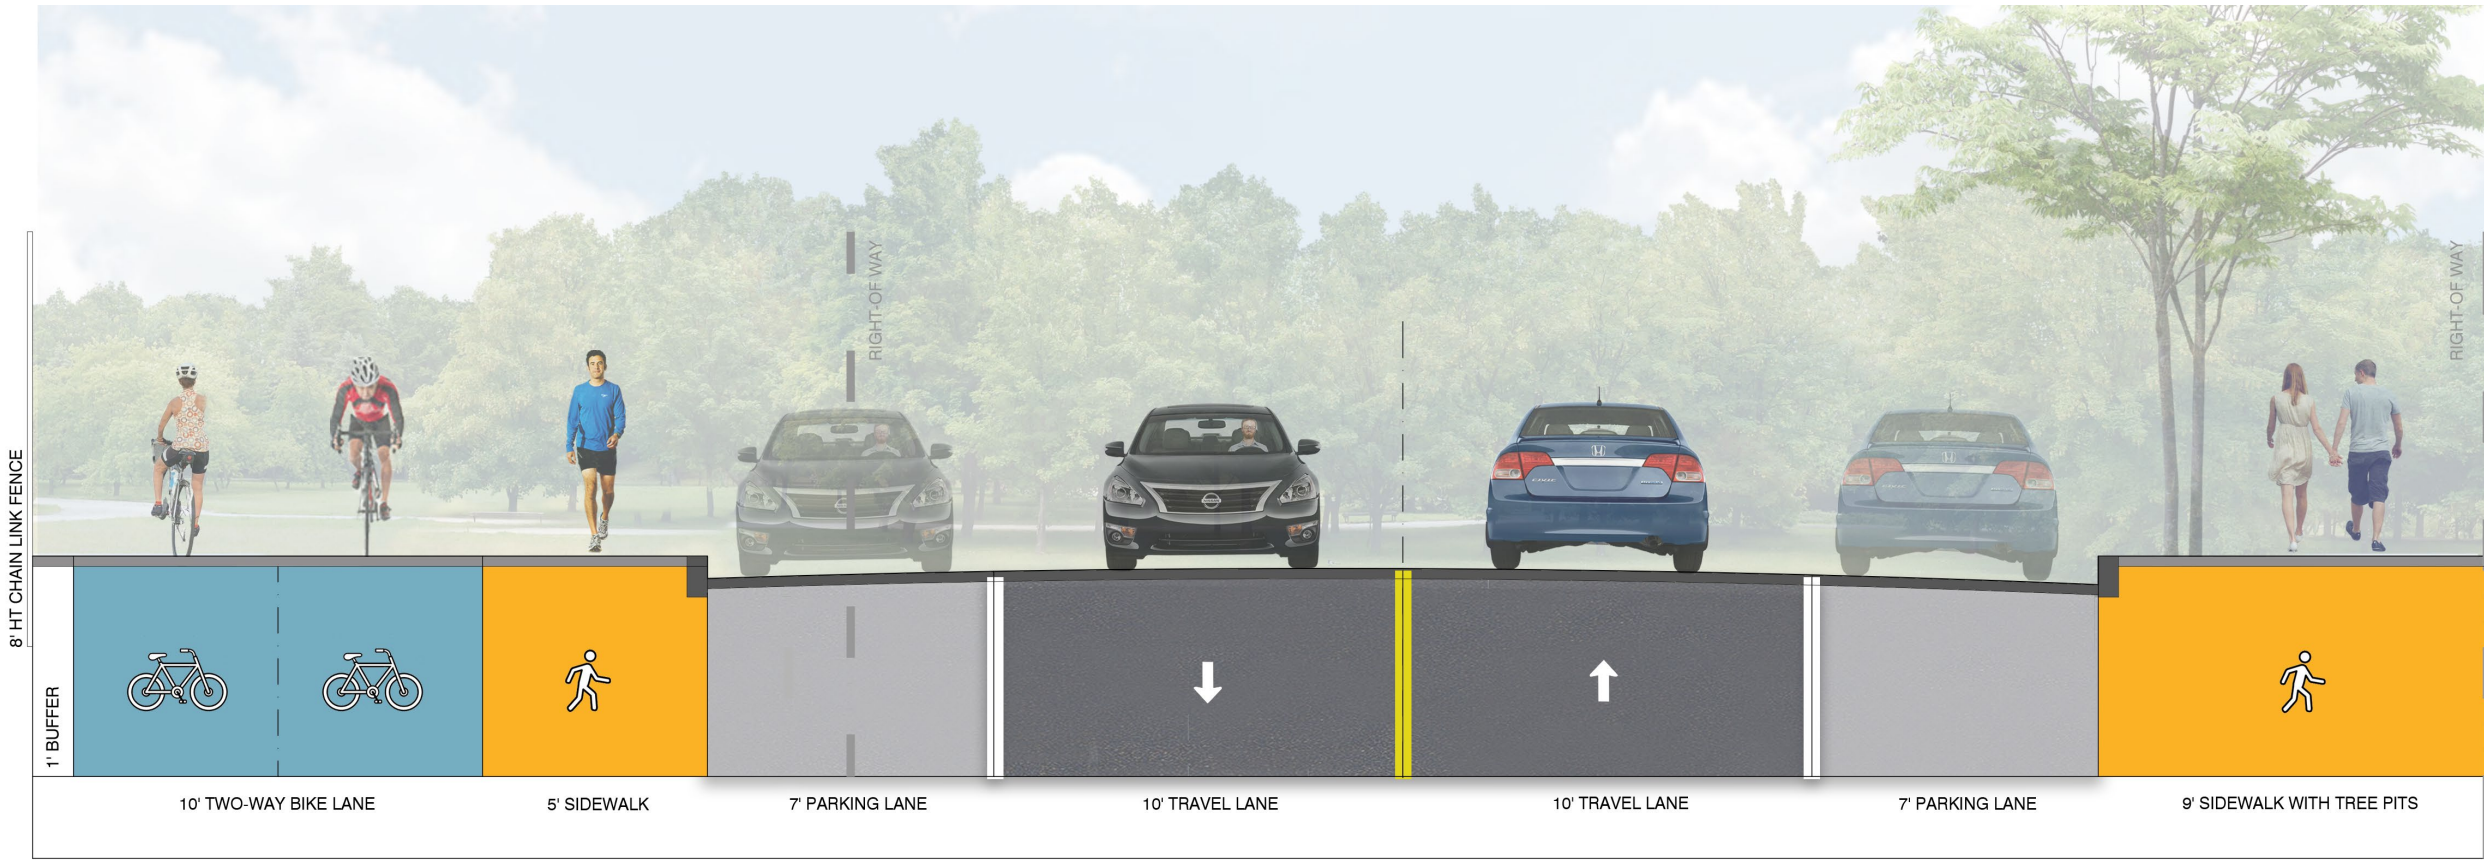 RIGHT-OF WAY
RIGHT-OF WAY
8' HT CHAIN LINK FENCE
1' BUFFER
10' TWO-WAY BIKE LANE
5' SIDEWALK
7' PARKING LANE
10' TRAVEL LANE
10' TRAVEL LANE
7' PARKING LANE
9' SIDEWALK WITH TREE PITS